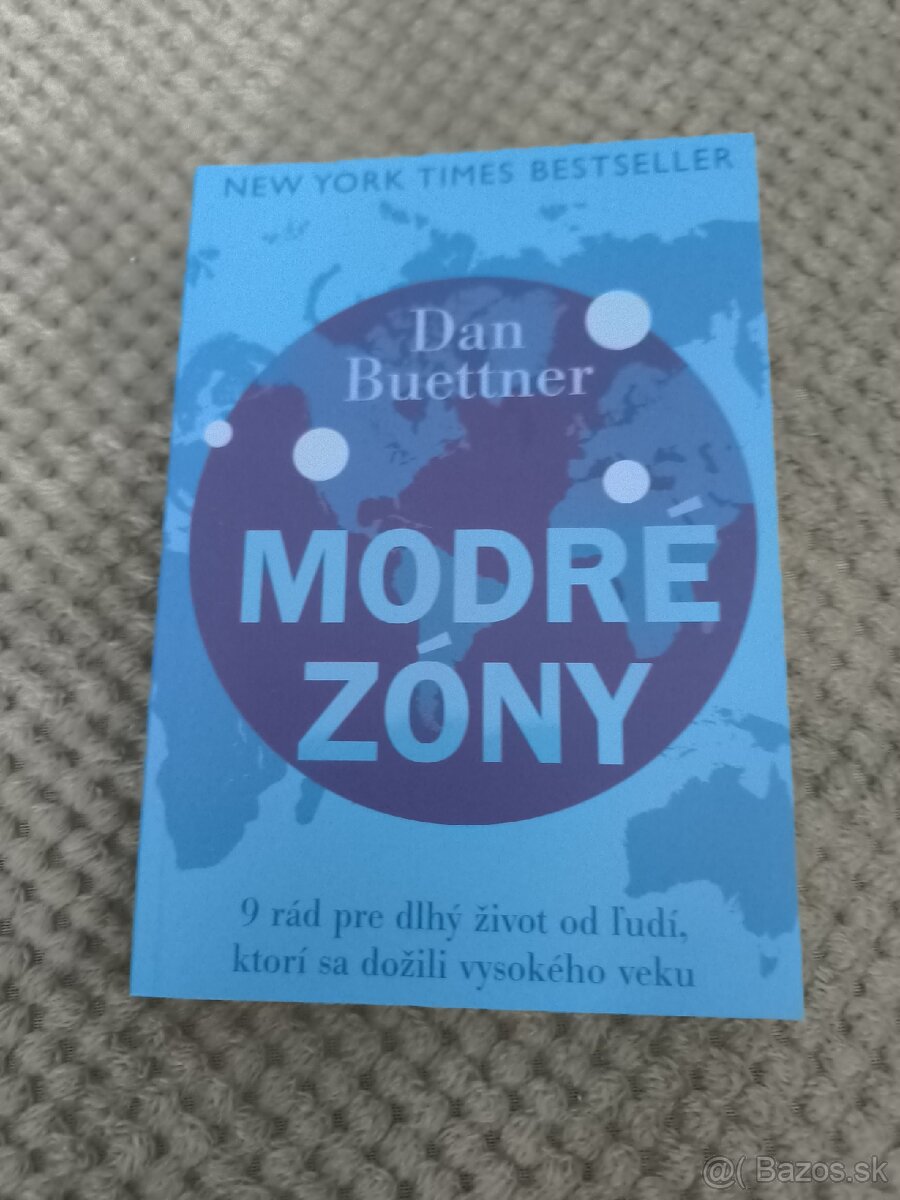 NEW YORK TIMES BESTSELLER
Dan
Buettner
MODRÉ
ZÓNY
9 rád pre dlhý život od ľudí,
ktorí sa dožili vysokého veku
@( Bazos.sk